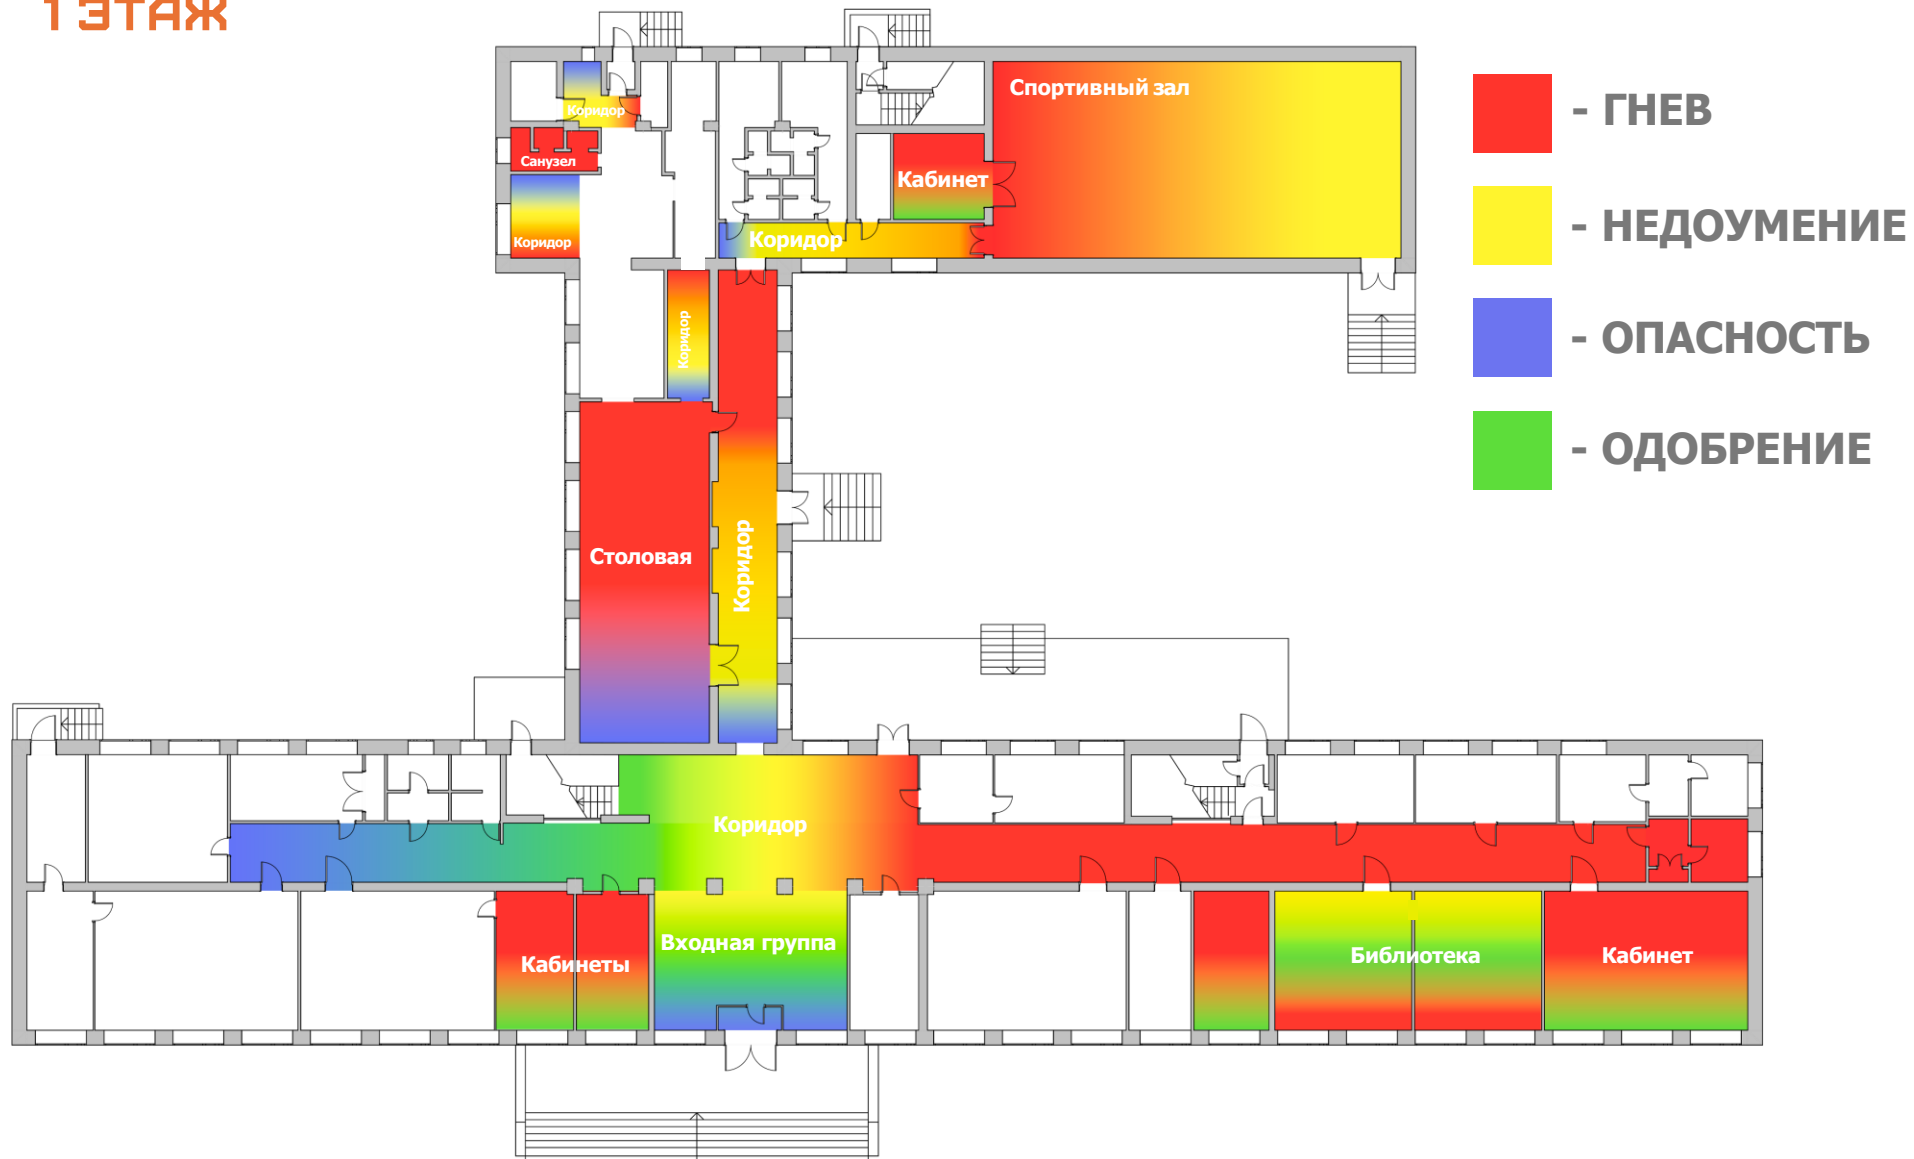 1 ЭТАЖ
Спортивный зал
- ГНЕВ
Коридор
Санузел
Кабинет
- НЕДОУМЕНИЕ
Коридор
Коридор
Коридор
- ОПАСНОСТЬ
- ОДОБРЕНИЕ
Столовая
Коридор
Коридор
Входная группа
Кабинеты
Библиотека
Кабинет